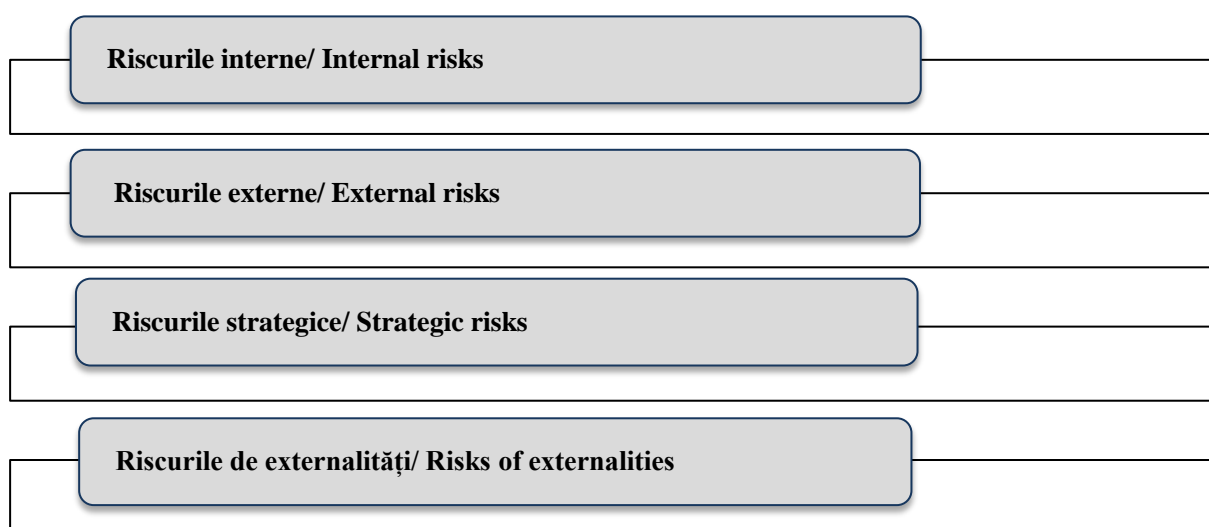 Riscurile interne/ Internal risks
Riscurile externe/ External risks
Riscurile strategice/ Strategic risks
Riscurile de externalități/ Risks of externalities